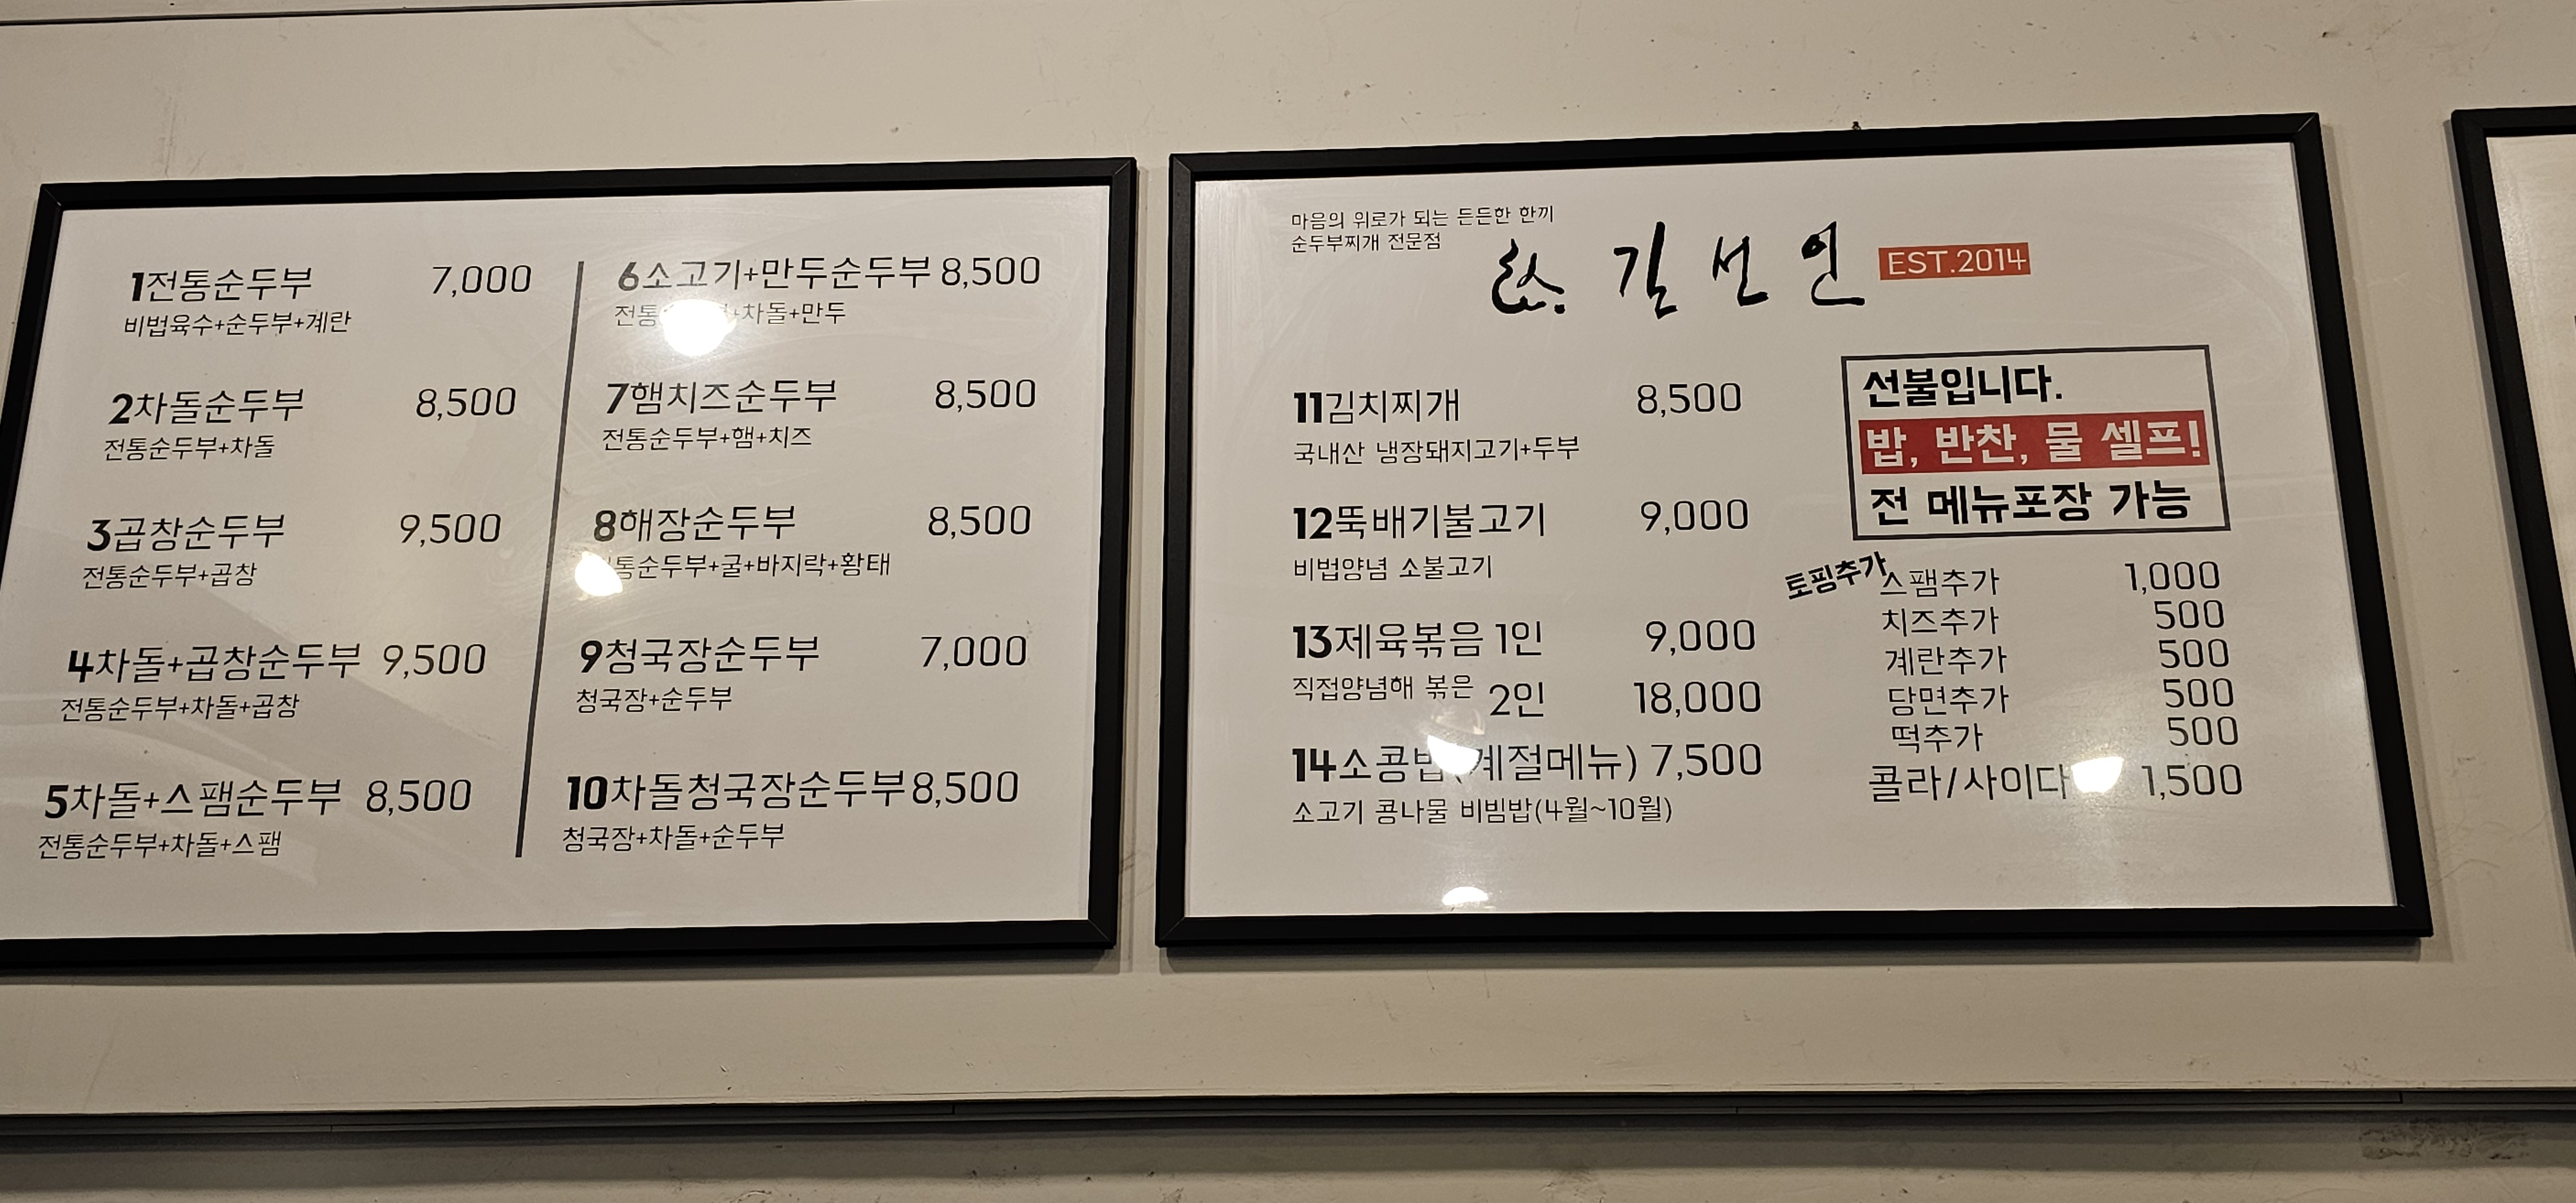 1전통순두부 7,000
비법육수+순두부+계란
2차돌순두부 8,500
전통순두부+차돌
3곱창순두부 9,500
전통순두부+곱창
4차돌+곱창순두부 9,500
전통순두부+차돌+곱창
5차돌+스팸순두부 8,500
전통순두부+차돌+스팸
6소고기+만두순두부 8,500
+차돌+만두
7햄치즈순두부 8,500
전통순두부+햄+치즈
8해장순두부 8,500
전통순두부+굴+바지락+황태
9청국장순두부 7,000
청국장+순두부
10차돌청국장순두부 8,500
청국장+차돌+순두부
마음의 위로가 되는 든든한 한끼
순두부찌개 전문점
김선인 EST.2014
11김치찌개 8,500
국내산 냉장돼지고기+두부
12뚝배기불고기 9,000
비법양념 소불고기
13제육볶음 1인 9,000
직접양념해 볶은 2인 18,000
14소콩밥(계절메뉴) 7,500
소고기 콩나물 비빔밥(4월~10월)
선불입니다.
밥, 반찬, 물 셀프!
전 메뉴포장 가능
토핑추가
스팸추가 1,000
치즈추가 500
계란추가 500
당면추가 500
떡추가 500
콜라/사이다 1,500